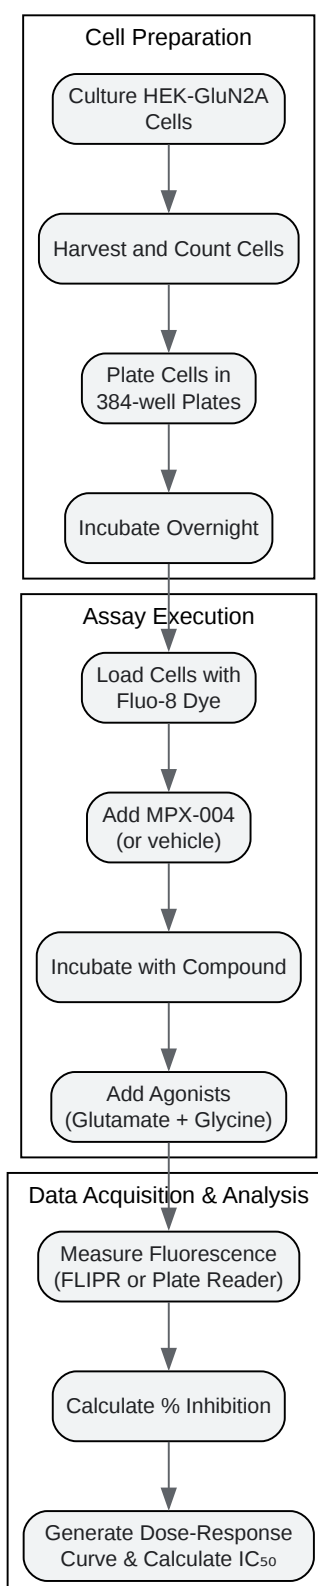 Cell Preparation
Culture HEK-GluN2A
Cells
Harvest and Count Cells
Plate Cells in
384-well Plates
Incubate Overnight
Assay Execution
Load Cells with
Fluo-8 Dye
Add MPX-004
(or vehicle)
Incubate with Compound
Add Agonists
(Glutamate + Glycine)
Data Acquisition & Analysis
Measure Fluorescence
(FLIPR or Plate Reader)
Calculate % Inhibition
Generate Dose-Response
Curve & Calculate IC₅₀